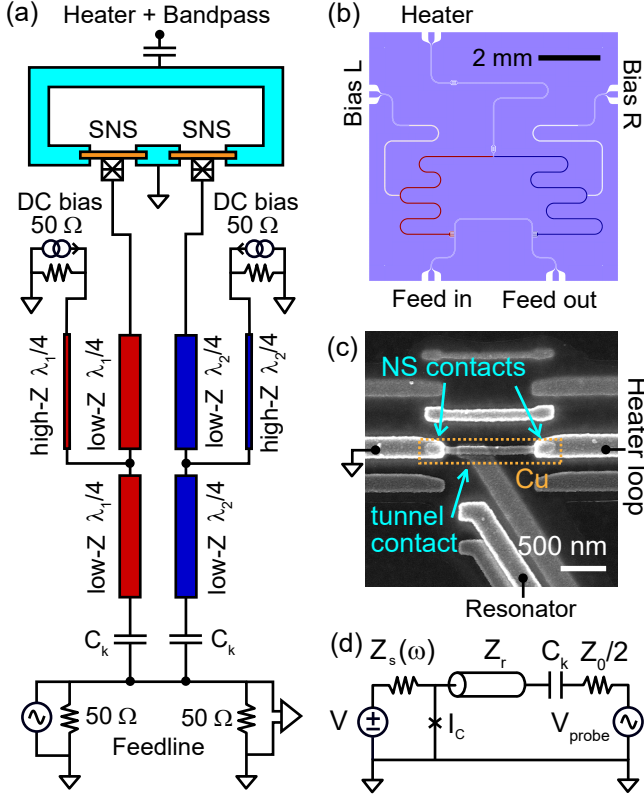 (a)
Heater + Bandpass
SNS
SNS
DC bias
50 Ω
DC bias
50 Ω
high-Z λ₁/4
low-Z λ₁/4
low-Z λ₂/4
high-Z λ₂/4
low-Z λ₁/4
low-Z λ₂/4
Cₖ
Cₖ
50 Ω
50 Ω
Feedline
(b)
Heater
2 mm
Bias L
Bias R
Feed in
Feed out
(c)
NS contacts
Cu
tunnel
contact
500 nm
Heater loop
Resonator
(d)
Zₛ(ω)
Zᵣ
Cₖ
Z₀/2
V
I_C
V_probe